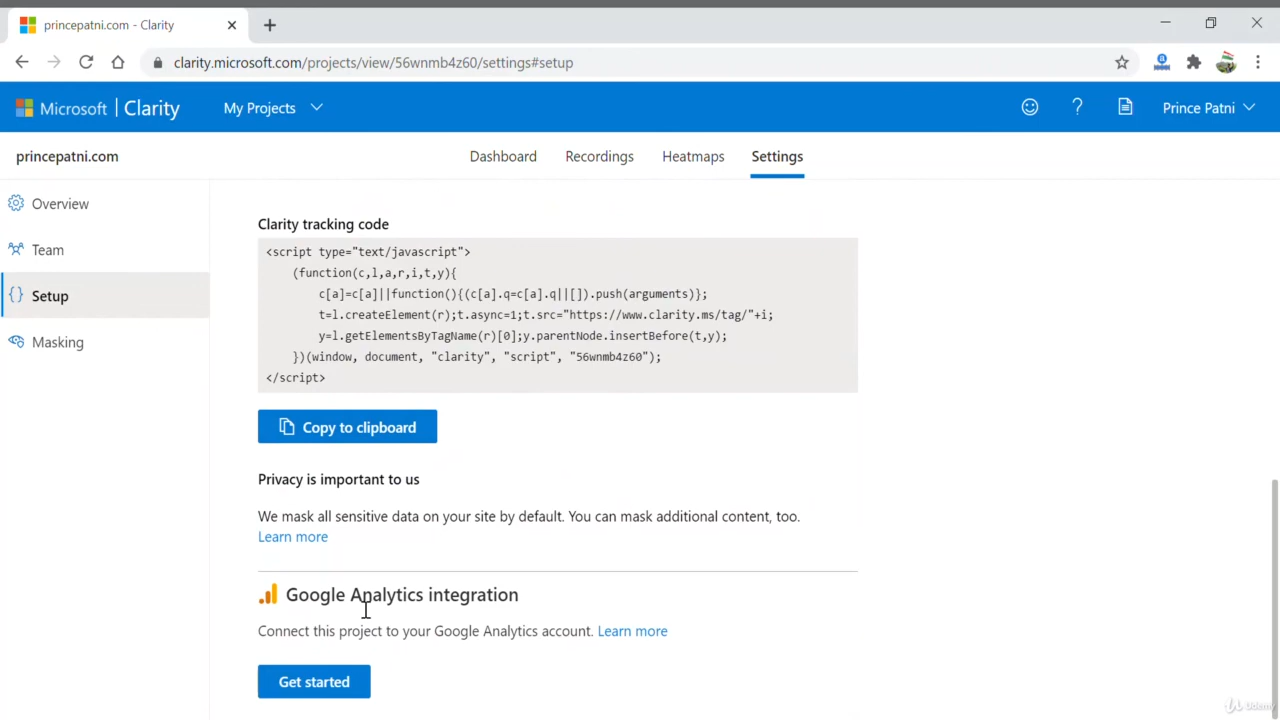 princepatni.com - Clarity
clarity.microsoft.com/projects/view/56wnmb4z60/settings#setup
Microsoft | Clarity
My Projects
Prince Patni
princepatni.com
Dashboard
Recordings
Heatmaps
Settings
Overview
Team
Setup
Masking
Clarity tracking code
<script type="text/javascript">
(function(c,l,a,r,i,t,y){
c[a]=c[a]||function(){(c[a].q=c[a].q||[]).push(arguments)};
t=l.createElement(r);t.async=1;t.src="https://www.clarity.ms/tag/"+i;
y=l.getElementsByTagName(r)[0];y.parentNode.insertBefore(t,y);
})(window, document, "clarity", "script", "56wnmb4z60");
</script>
Copy to clipboard
Privacy is important to us
We mask all sensitive data on your site by default. You can mask additional content, too.
Learn more
Google Analytics integration
Connect this project to your Google Analytics account. Learn more
Get started
Udemy